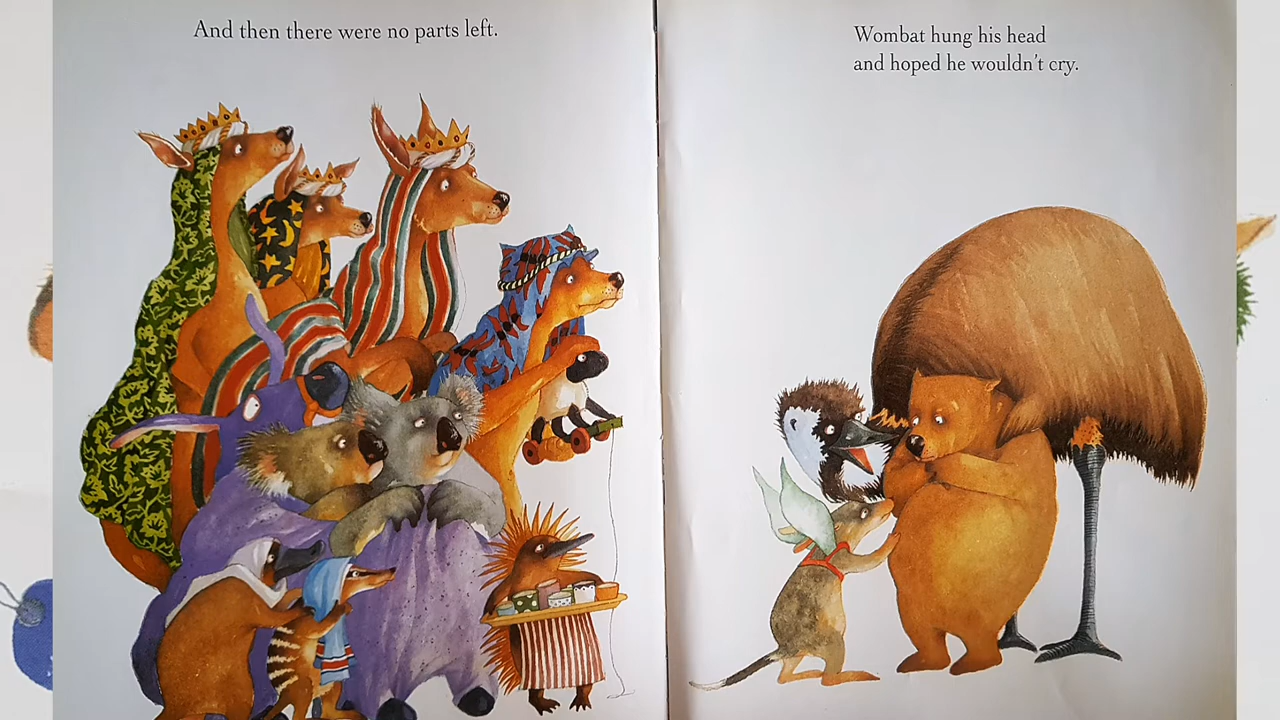 And then there were no parts left.
Wombat hung his head
and hoped he wouldn't cry.